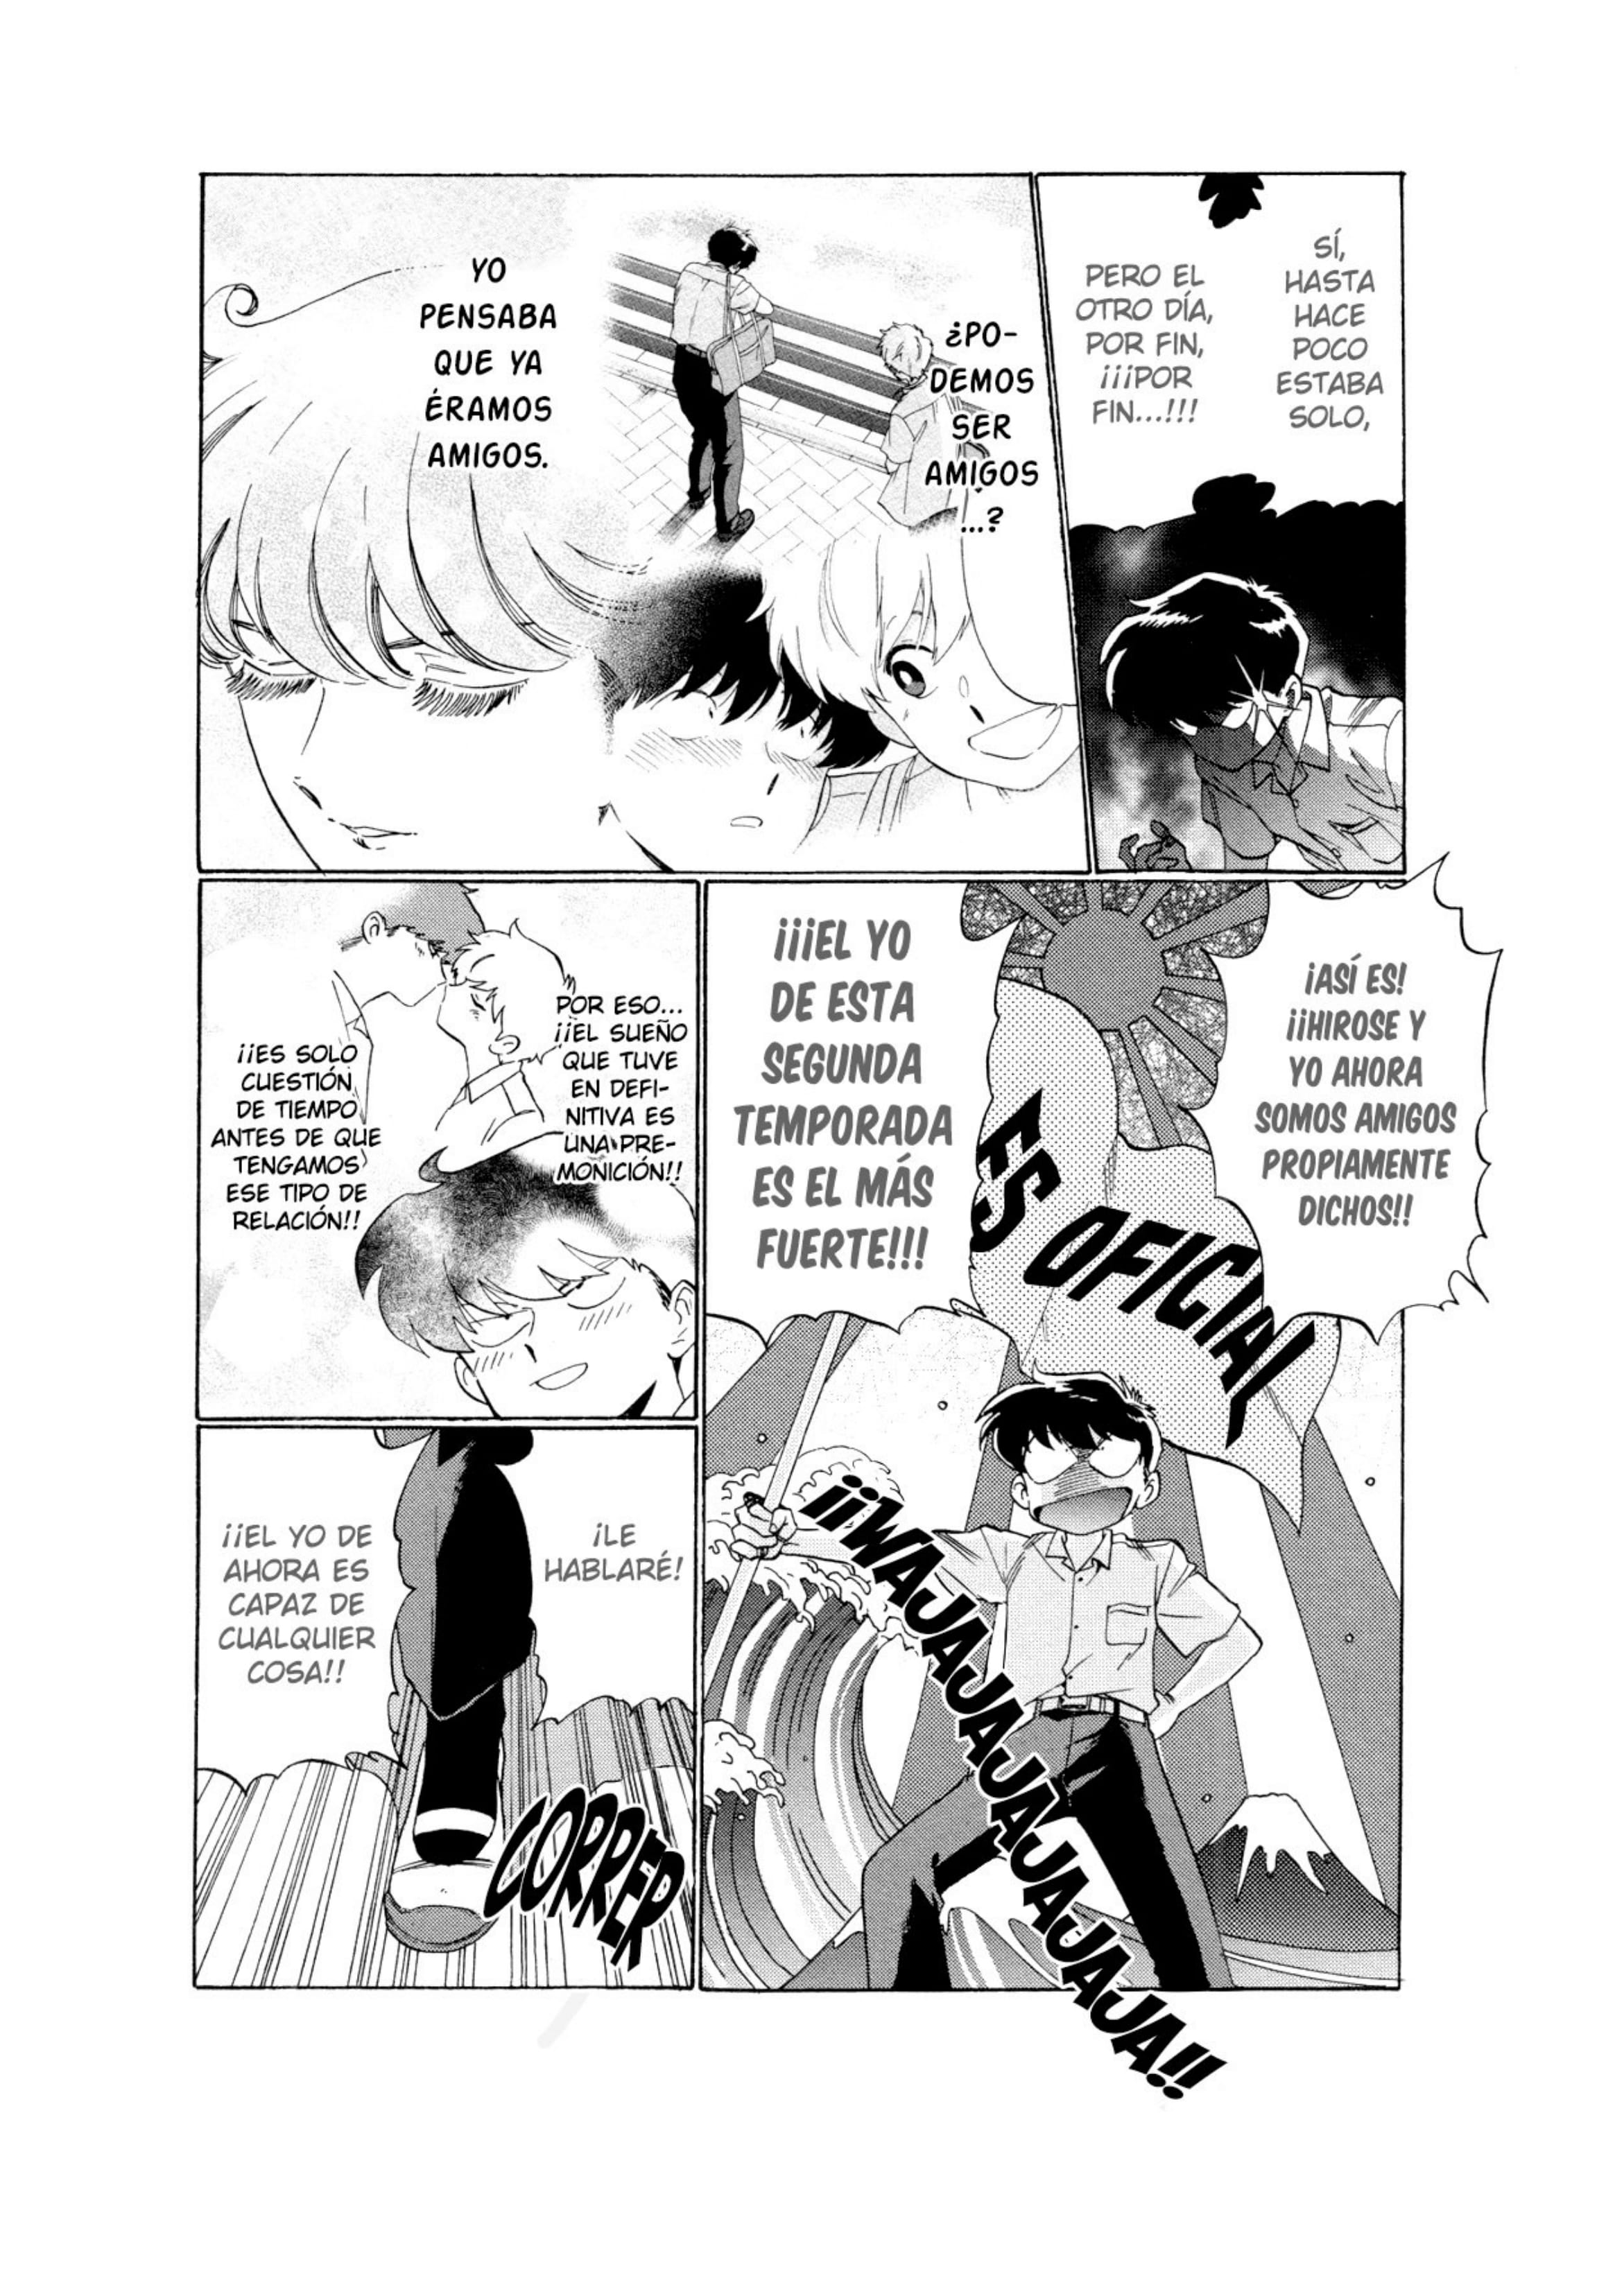 SÍ,
HASTA
HACE
POCO
ESTABA
SOLO,
PERO EL
OTRO DÍA,
POR FIN,
¡¡¡POR
FIN...!!!
¿PO-
DEMOS
SER
AMIGOS
...?
YO
PENSABA
QUE YA
ÉRAMOS
AMIGOS.
¡ASÍ ES!
¡¡HIROSE Y
YO AHORA
SOMOS AMIGOS
PROPIAMENTE
DICHOS!!
ES OFICIAL
¡¡¡EL YO
DE ESTA
SEGUNDA
TEMPORADA
ES EL MÁS
FUERTE!!!
¡¡WAJAJAJAJAJAJAJAJA!!
POR ESO...
¡¡EL SUEÑO
QUE TUVE
EN DEFI-
NITIVA ES
UNA PRE-
MONICIÓN!!
¡¡ES SOLO
CUESTIÓN
DE TIEMPO
ANTES DE QUE
TENGAMOS
ESE TIPO DE
RELACIÓN!!
¡LE
HABLARÉ!
¡¡EL YO DE
AHORA ES
CAPAZ DE
CUALQUIER
COSA!!
CORRER